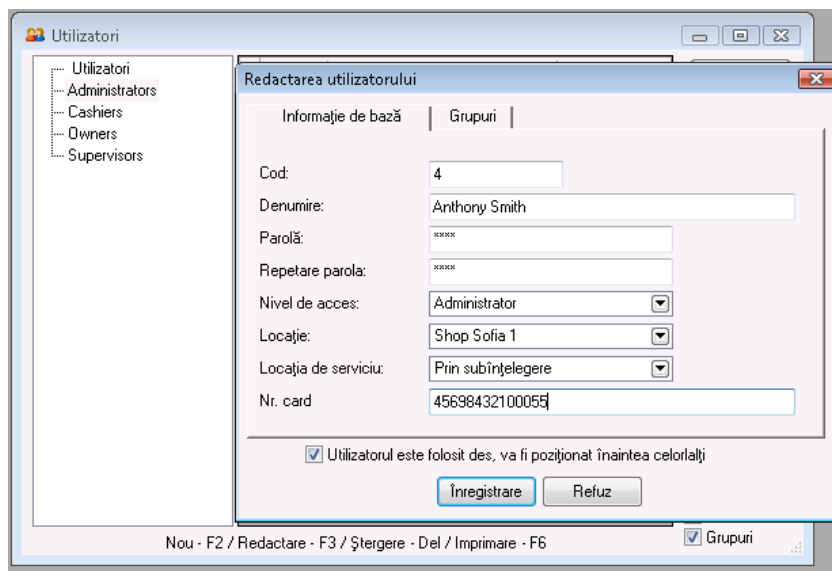 Utilizatori
Utilizatori
Administrators
Cashiers
Owners
Supervisors
Redactarea utilizatorului
Informaţie de bază
Grupuri
Cod: 4
Denumire: Anthony Smith
Parolă: ****
Repetare parola: ****
Nivel de acces: Administrator
Locaţie: Shop Sofia 1
Locaţia de serviciu: Prin subînţelegere
Nr. card 45698432100055
Utilizatorul este folosit des, va fi poziţionat înaintea celorlalţi
Înregistrare
Refuz
Nou - F2 / Redactare - F3 / Ştergere - Del / Imprimare - F6
Grupuri